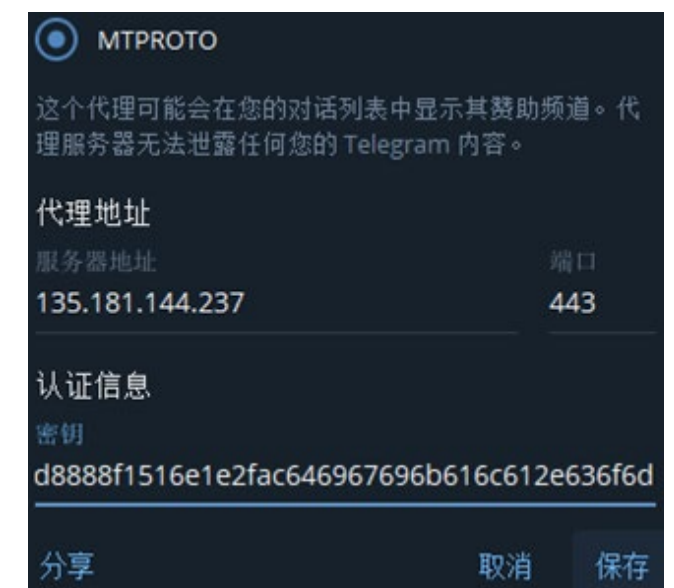 MTPROTO
这个代理可能会在您的对话列表中显示其赞助频道。代
理服务器无法泄露任何您的 Telegram 内容。
代理地址
服务器地址 端口
135.181.144.237 443
认证信息
密钥
d8888f1516e1e2fac646967696b616c612e636f6d
分享 取消 保存